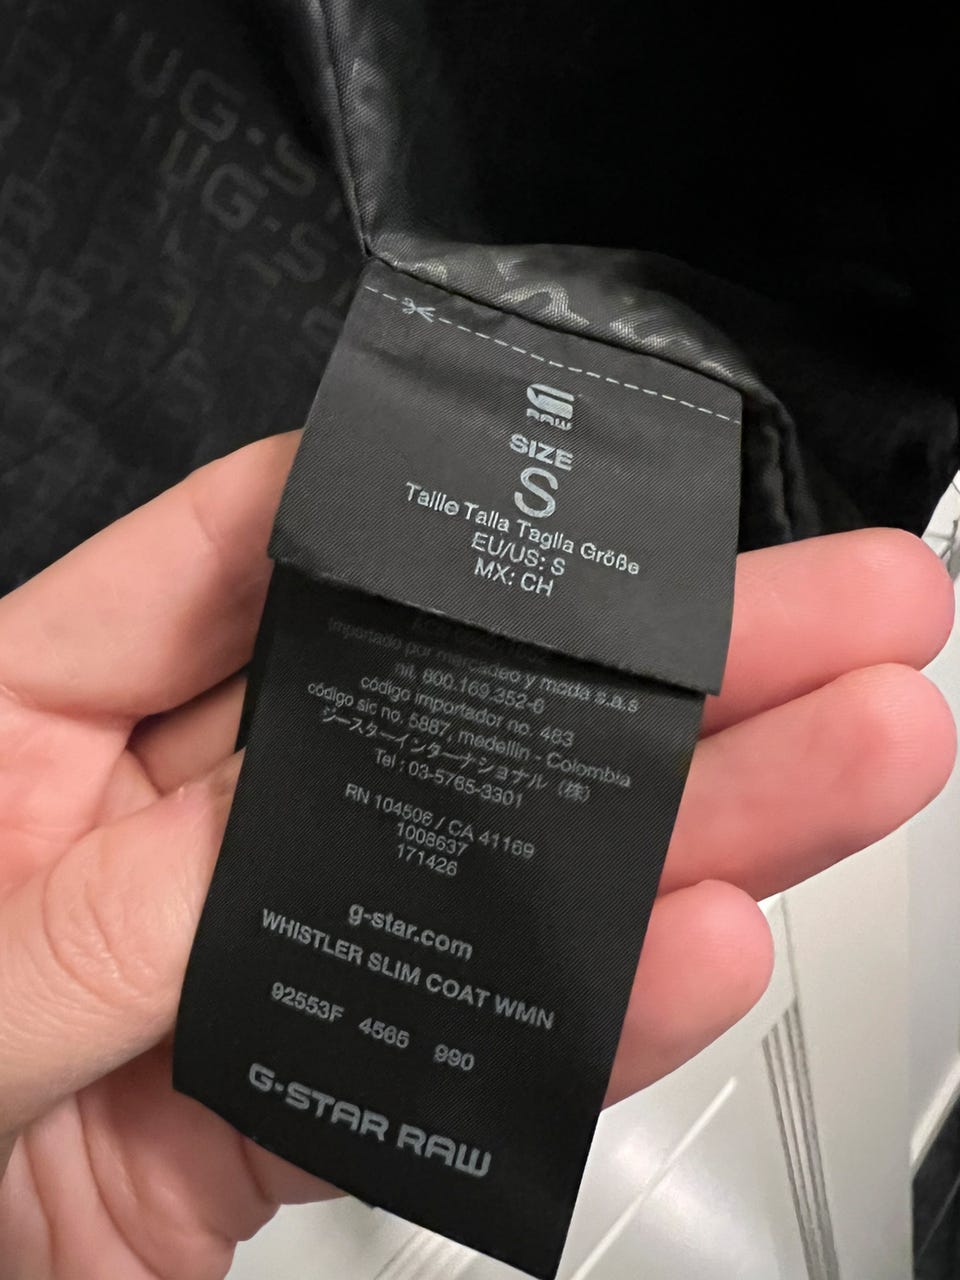 UG-S
UG-S
RAW
SIZE
S
Taille Talla Taglia Größe
EU/US: S
MX: CH
Importado por mercadeo y moda s.a.s
nit. 800.169.352-6
código importador no. 483
código sic no. 5887, medellin - Colombia
ジースターインターナショナル (株)
Tel : 03-5765-3301
RN 104506 / CA 41169
1008637
171426
g-star.com
WHISTLER SLIM COAT WMN
92553F 4565 990
G-STAR RAW